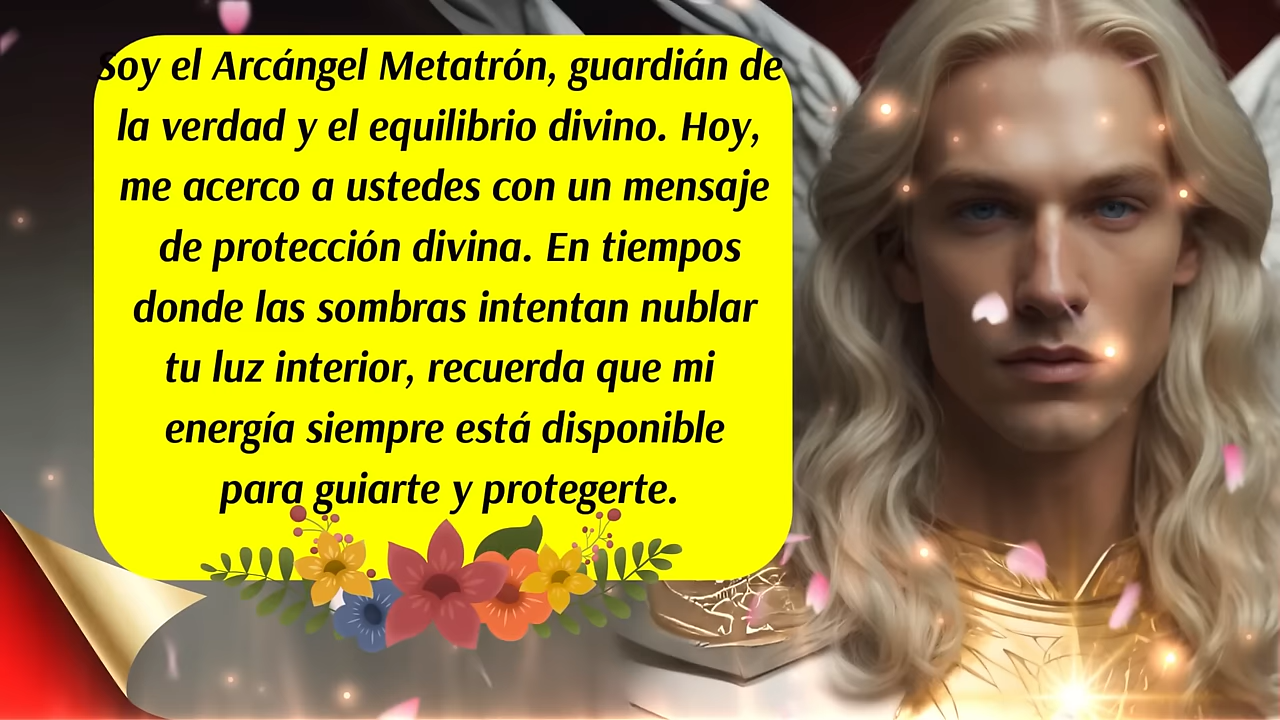 Soy el Arcángel Metatrón, guardián de
la verdad y el equilibrio divino. Hoy,
me acerco a ustedes con un mensaje
de protección divina. En tiempos
donde las sombras intentan nublar
tu luz interior, recuerda que mi
energía siempre está disponible
para guiarte y protegerte.